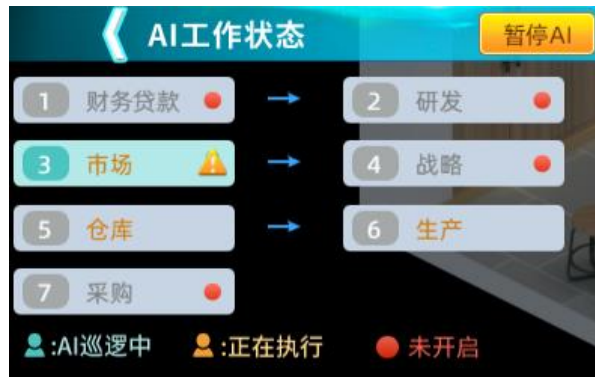 AI工作状态
暂停AI
1 财务贷款
2 研发
3 市场
4 战略
5 仓库
6 生产
7 采购
:AI巡逻中 :正在执行 未开启